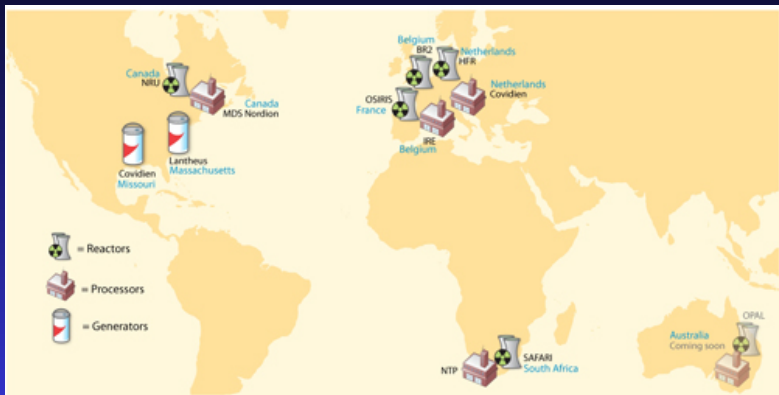 Canada
NRU
Canada
MDS Nordion
Covidien
Missouri
Lantheus
Massachusetts
Belgium
BR2
Netherlands
HFR
Netherlands
Covidien
OSIRIS
France
IRE
Belgium
= Reactors
= Processors
= Generators
NTP
SAFARI
South Africa
OPAL
Australia
Coming soon